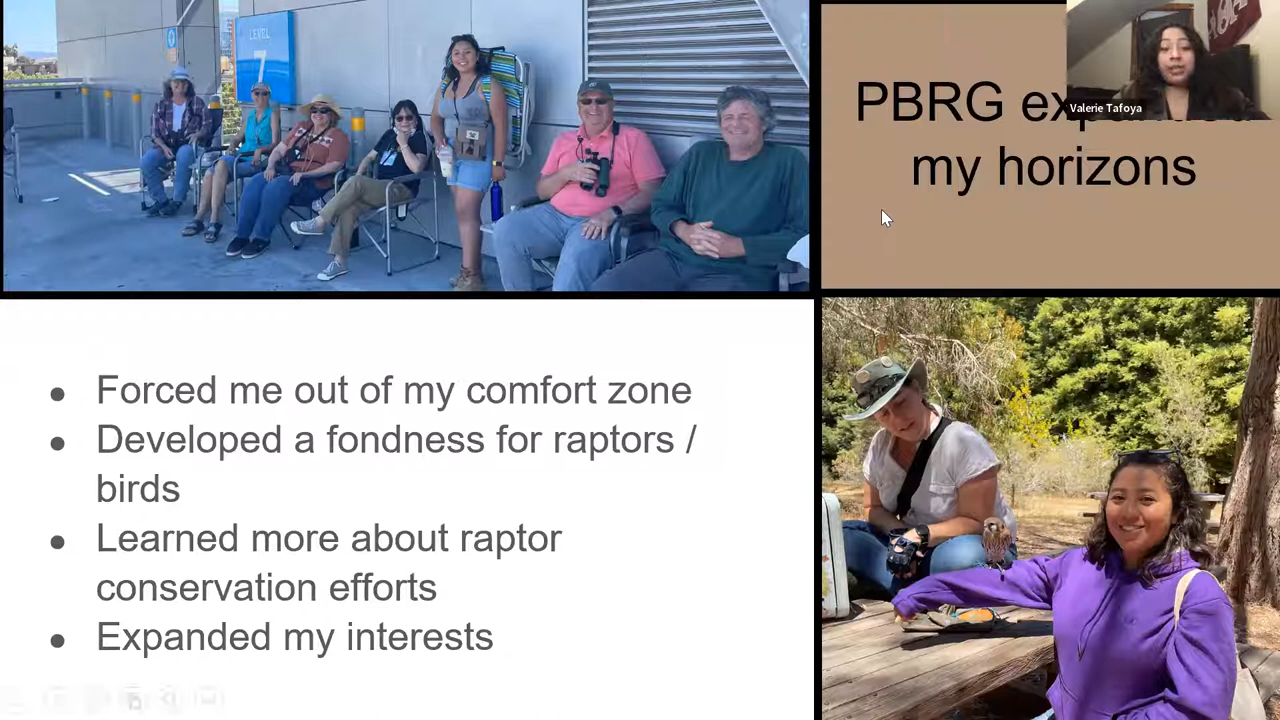 LEVEL
7
PBRG
my horizons
Valerie Tafoya
● Forced me out of my comfort zone
● Developed a fondness for raptors /
birds
● Learned more about raptor
conservation efforts
● Expanded my interests